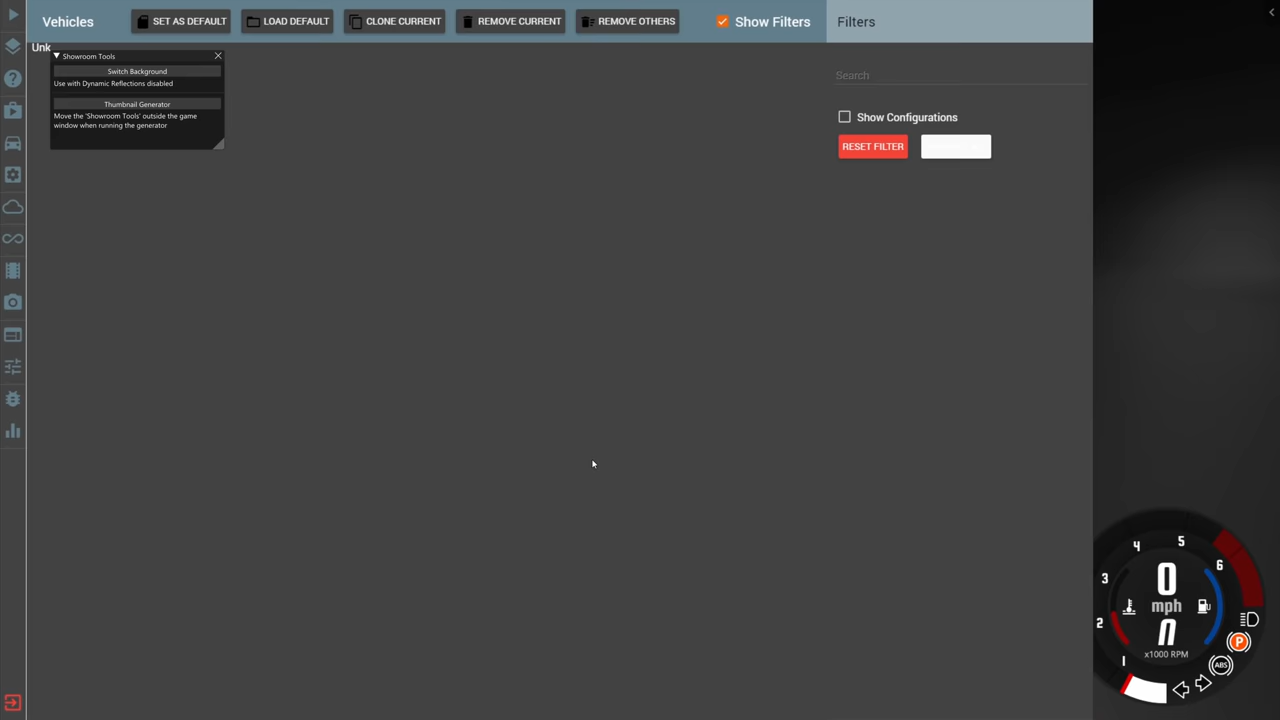 Vehicles
SET AS DEFAULT
LOAD DEFAULT
CLONE CURRENT
REMOVE CURRENT
REMOVE OTHERS
Show Filters
Filters
Unk
Showroom Tools
Switch Background
Use with Dynamic Reflections disabled
Thumbnail Generator
Move the 'Showroom Tools' outside the game
window when running the generator
Search
Show Configurations
RESET FILTER
1
2
3
4
5
6
0
mph
n
x1000 RPM
P
ABS